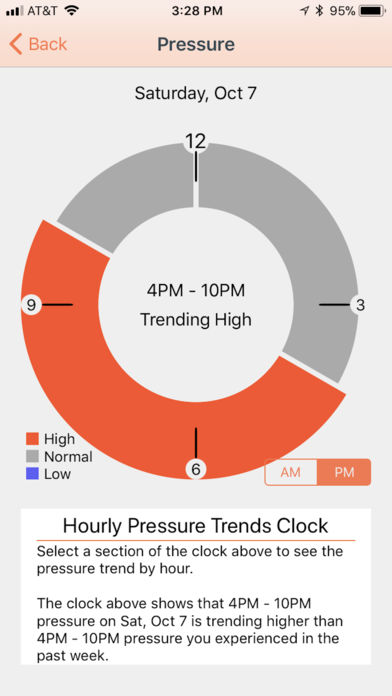 AT&T 3:28 PM 95%
Back Pressure
Saturday, Oct 7
12
4PM - 10PM
9 3
Trending High
High
Normal
6
Low
AM PM
Hourly Pressure Trends Clock
Select a section of the clock above to see the
pressure trend by hour.
The clock above shows that 4PM - 10PM
pressure on Sat, Oct 7 is trending higher than
4PM - 10PM pressure you experienced in the
past week.